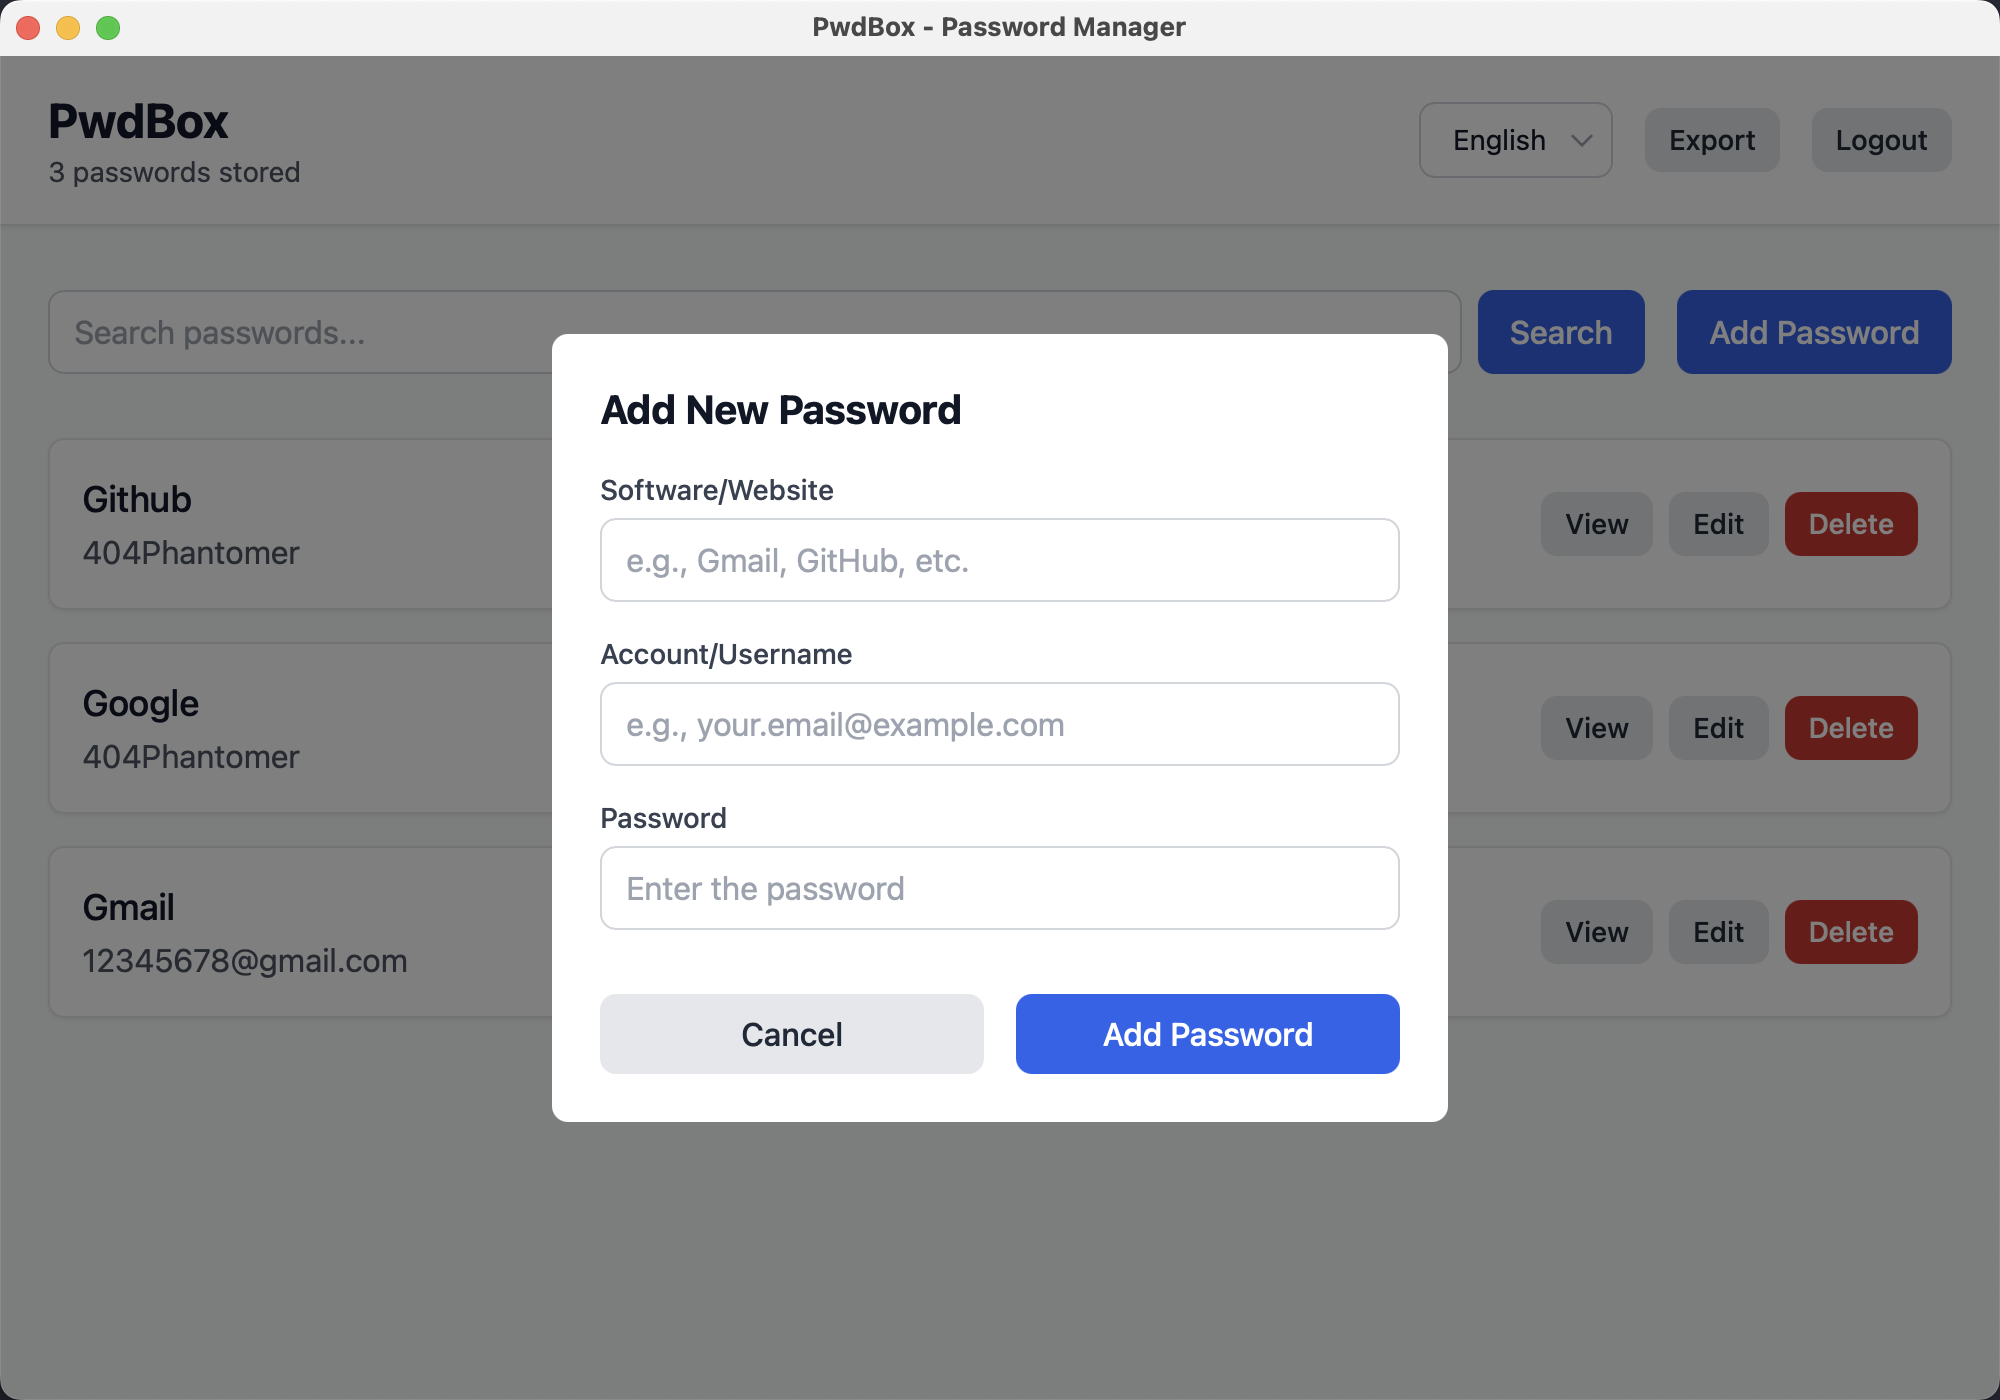 PwdBox - Password Manager
PwdBox
3 passwords stored
English
Export
Logout
Search passwords...
Search
Add Password
Github
404Phantomer
View
Edit
Delete
Google
404Phantomer
View
Edit
Delete
Gmail
12345678@gmail.com
View
Edit
Delete
Add New Password
Software/Website
e.g., Gmail, GitHub, etc.
Account/Username
e.g., your.email@example.com
Password
Enter the password
Cancel
Add Password